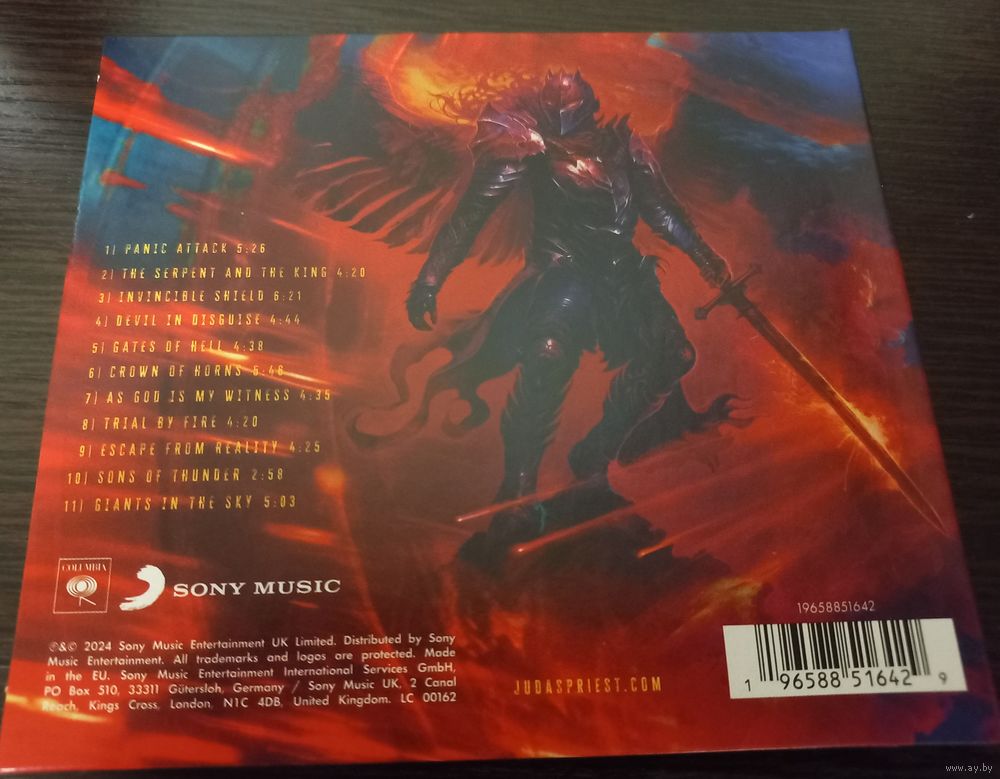 1| PANIC ATTACK 5:26
2| THE SERPENT AND THE KING 4:20
3| INVINCIBLE SHIELD 6:21
4| DEVIL IN DISGUISE 4:44
5| GATES OF HELL 4:38
6| CROWN OF HORNS 5:46
7| AS GOD IS MY WITNESS 4:35
8| TRIAL BY FIRE 4:20
9| ESCAPE FROM REALITY 4:25
10| SONS OF THUNDER 2:58
11| GIANTS IN THE SKY 5:03
COLUMBIA
SONY MUSIC
℗&© 2024 Sony Music Entertainment UK Limited. Distributed by Sony
Music Entertainment. All trademarks and logos are protected. Made
in the EU. Sony Music Entertainment International Services GmbH,
PO Box 510, 33311 Gütersloh, Germany / Sony Music UK, 2 Canal
Reach, Kings Cross, London, N1C 4DB, United Kingdom. LC 00162
JUDASPRIEST.COM
19658851642
1 96588 51642 9
www.ay.by